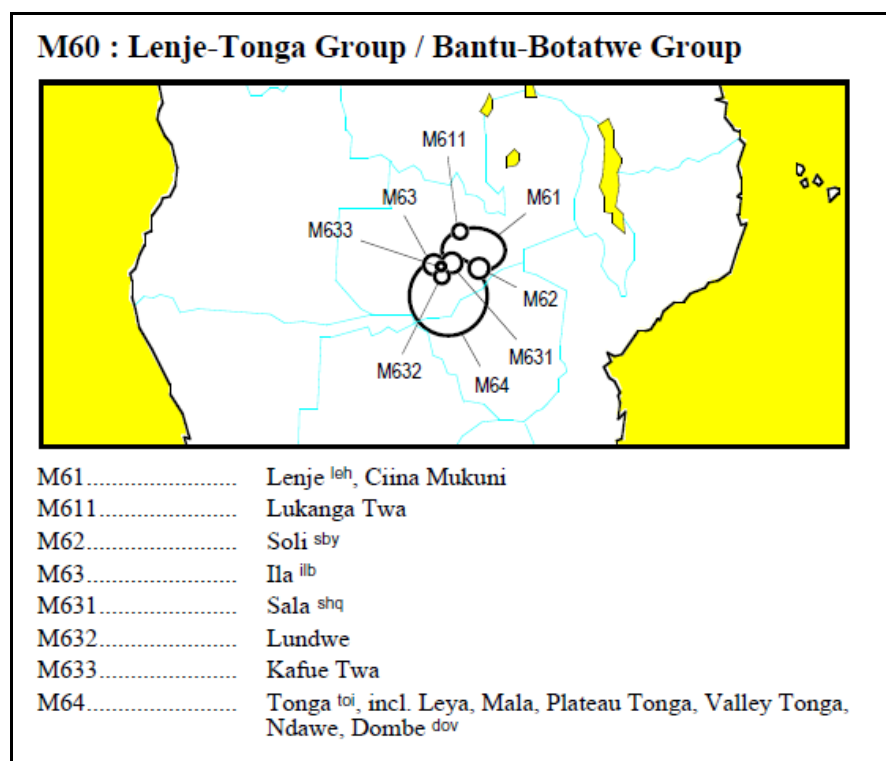 M60 : Lenje-Tonga Group / Bantu-Botatwe Group
M611
M63
M61
M633
M62
M631
M632
M64
M61........................ Lenje leh, Ciina Mukuni
M611........................ Lukanga Twa
M62........................ Soli sby
M63........................ Ila ilb
M631........................ Sala shq
M632........................ Lundwe
M633........................ Kafue Twa
M64........................ Tonga toi, incl. Leya, Mala, Plateau Tonga, Valley Tonga,
Ndawe, Dombe dov